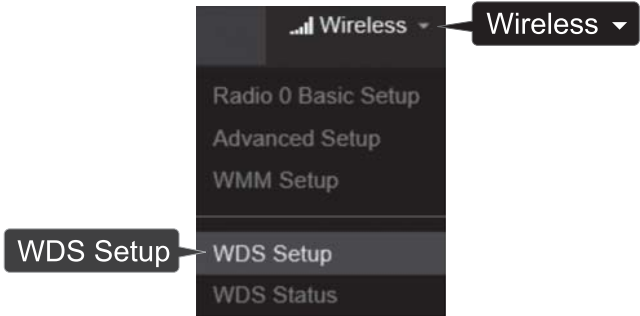 Wireless
Wireless
Radio 0 Basic Setup
Advanced Setup
WMM Setup
WDS Setup
WDS Setup
WDS Status